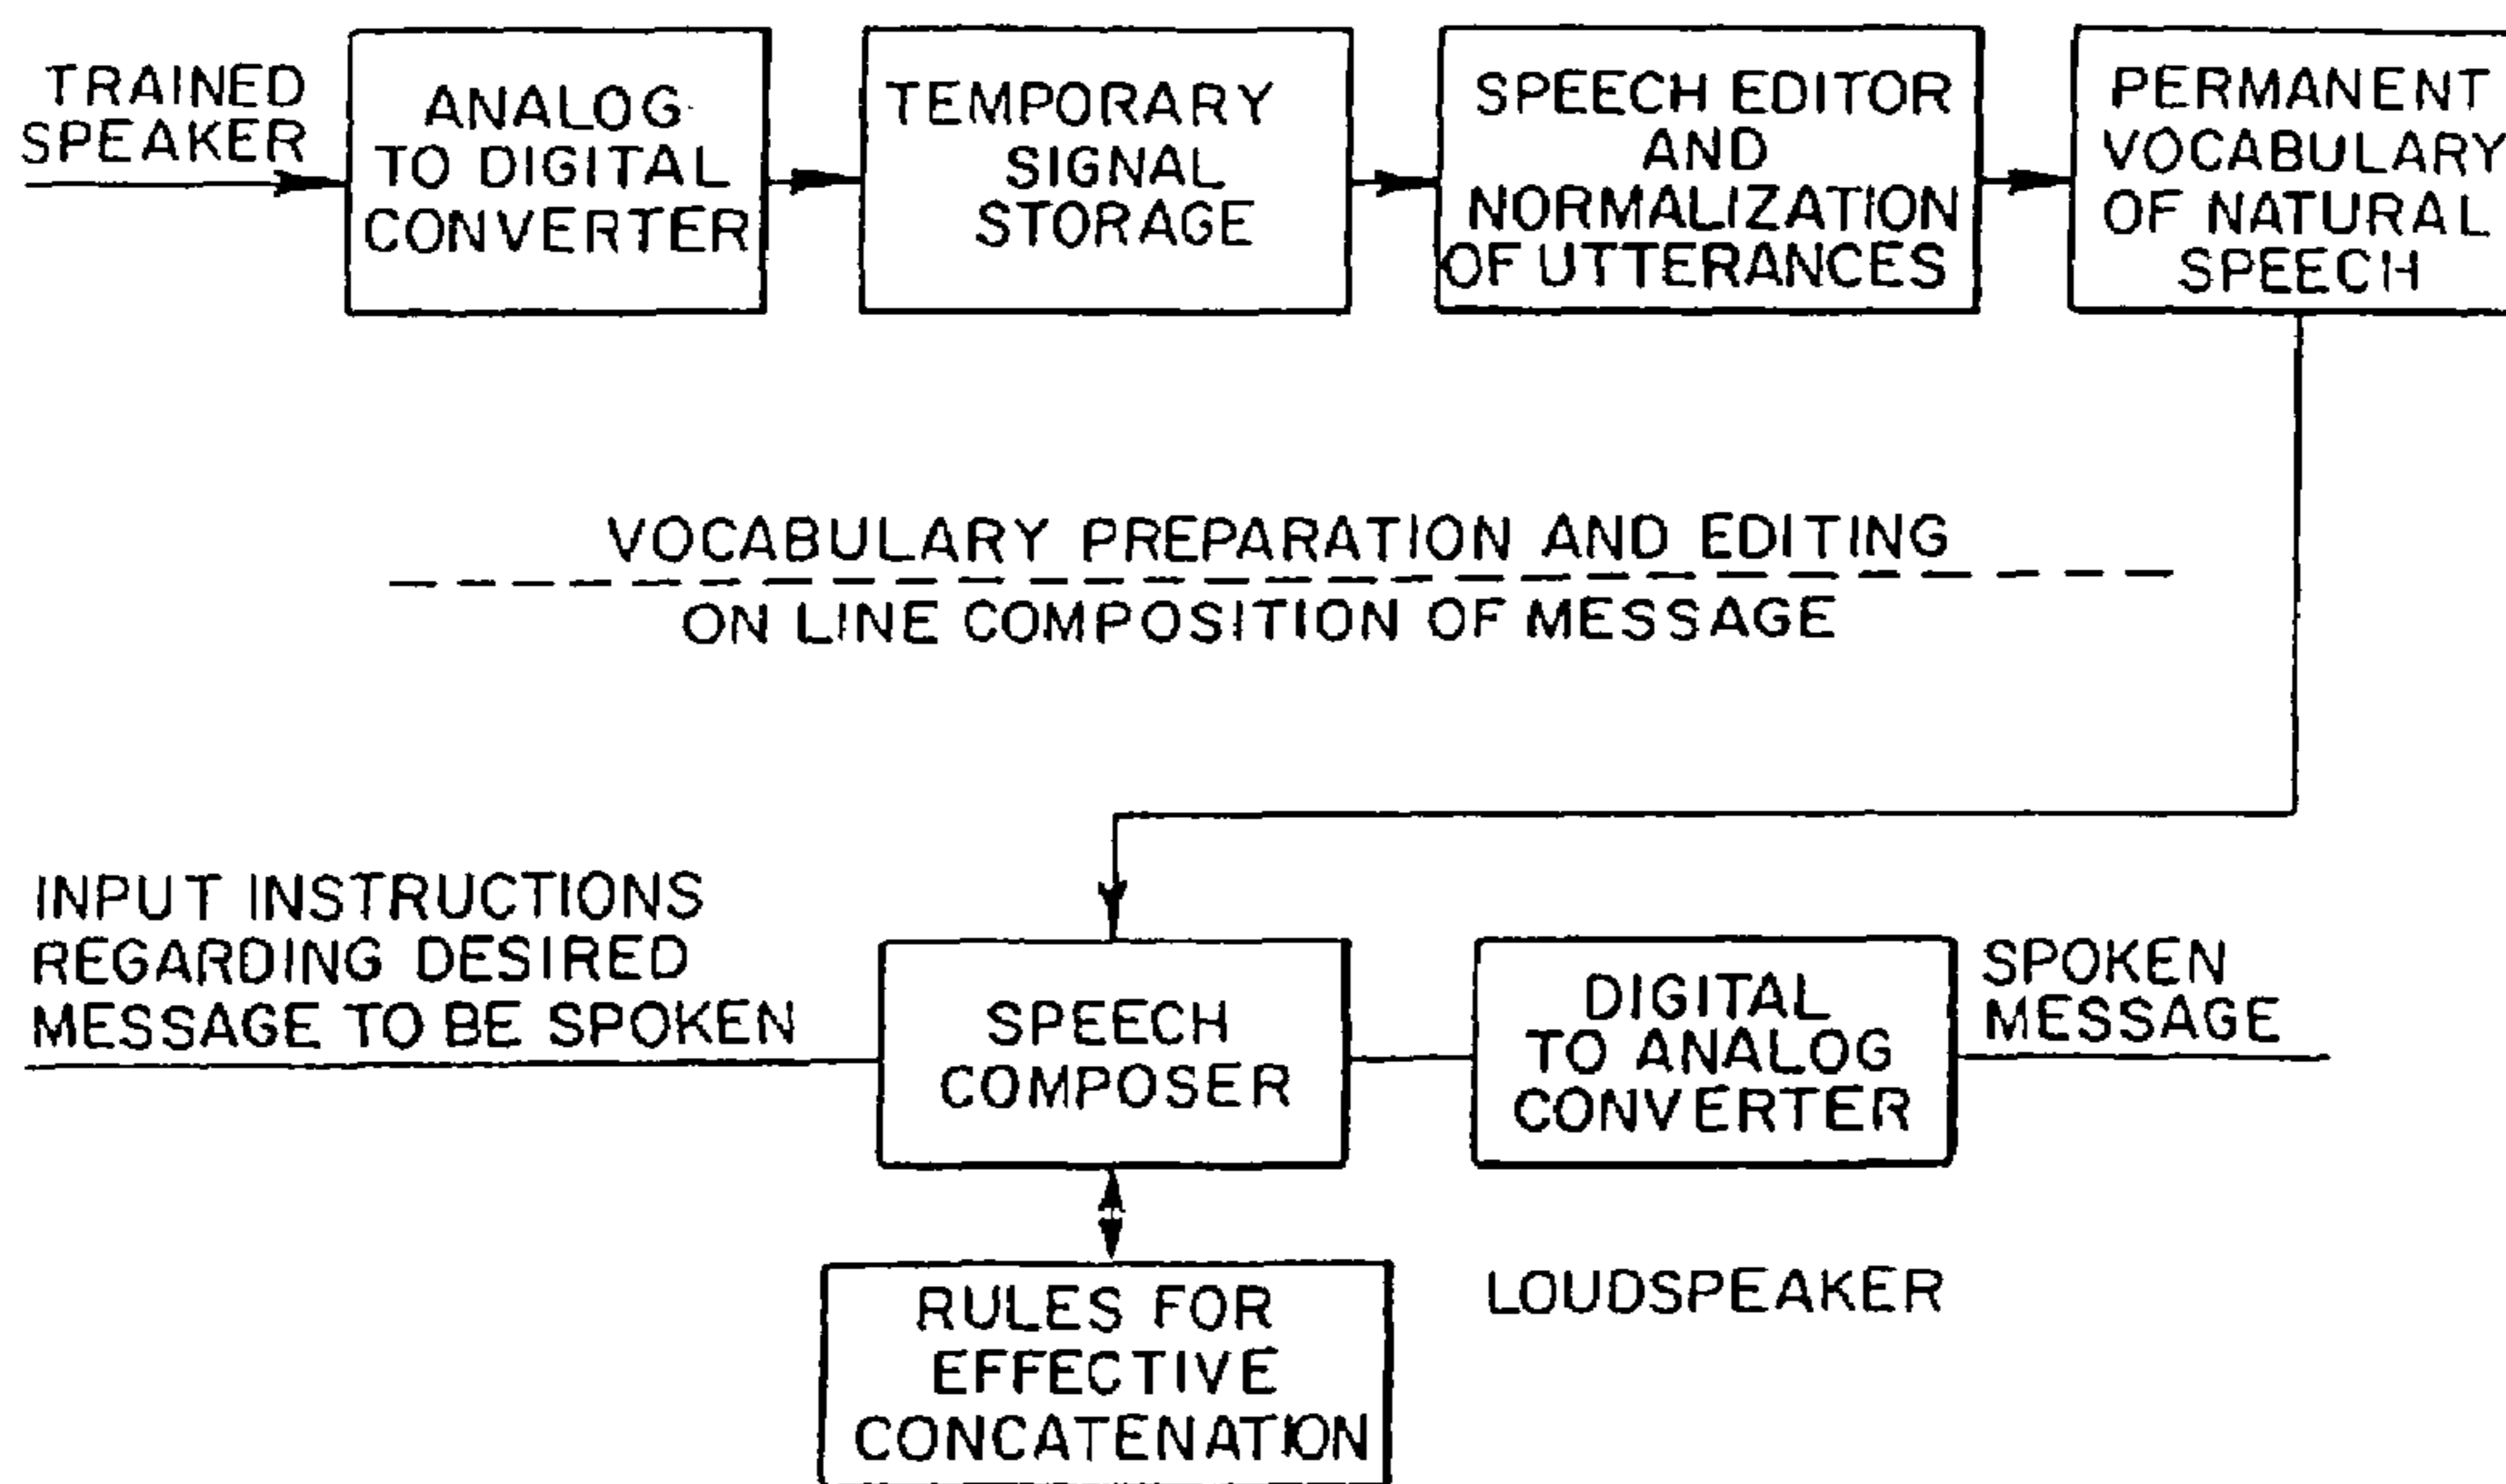 TRAINED
SPEAKER
ANALOG
TO DIGITAL
CONVERTER
TEMPORARY
SIGNAL
STORAGE
SPEECH EDITOR
AND
NORMALIZATION
OF UTTERANCES
PERMANENT
VOCABULARY
OF NATURAL
SPEECH
VOCABULARY PREPARATION AND EDITING
ON LINE COMPOSITION OF MESSAGE
INPUT INSTRUCTIONS
REGARDING DESIRED
MESSAGE TO BE SPOKEN
SPEECH
COMPOSER
DIGITAL
TO ANALOG
CONVERTER
SPOKEN
MESSAGE
RULES FOR
EFFECTIVE
CONCATENATION
LOUDSPEAKER